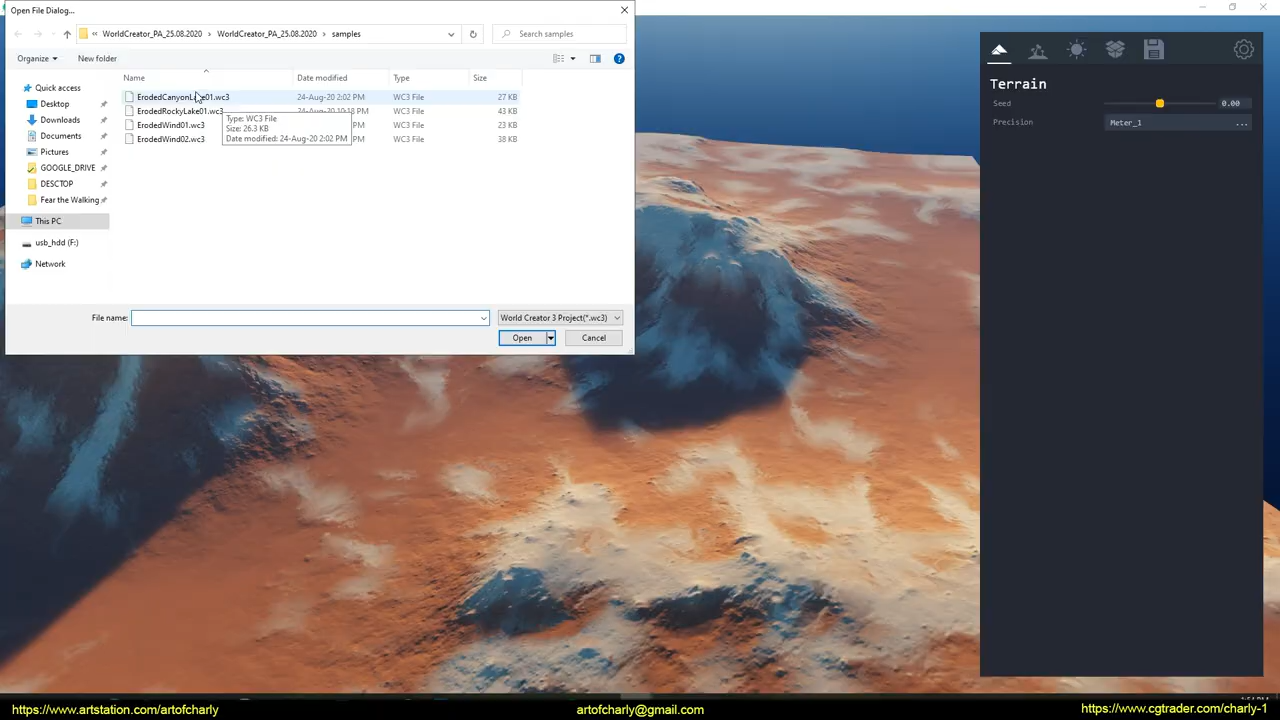 Open File Dialog...
« WorldCreator_PA_25.08.2020 › WorldCreator_PA_25.08.2020 › samples
Search samples
Organize
New folder
Name
Date modified
Type
Size
Quick access
Desktop
Downloads
Documents
Pictures
GOOGLE_DRIVE
DESCTOP
Fear the Walking
This PC
usb_hdd (F:)
Network
ErodedCanyonLake01.wc3 24-Aug-20 2:02 PM WC3 File 27 KB
ErodedRockyLake01.wc3 WC3 File 43 KB
ErodedWind01.wc3 PM WC3 File 23 KB
ErodedWind02.wc3 PM WC3 File 38 KB
Type: WC3 File
Size: 26.3 KB
Date modified: 24-Aug-20 2:02 PM
File name:
World Creator 3 Project(*.wc3)
Open
Cancel
Terrain
Seed 0.00
Precision Meter_1 ...
https://www.artstation.com/artofcharly
artofcharly@gmail.com
https://www.cgtrader.com/charly-1